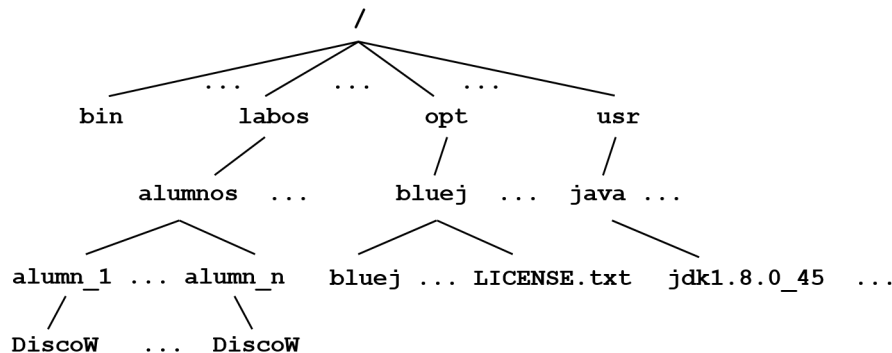 /
... ... ...
bin labos opt usr
alumnos ... bluej ... java ...
alumn_1 ... alumn_n bluej ... LICENSE.txt jdk1.8.0_45 ...
DiscoW ... DiscoW